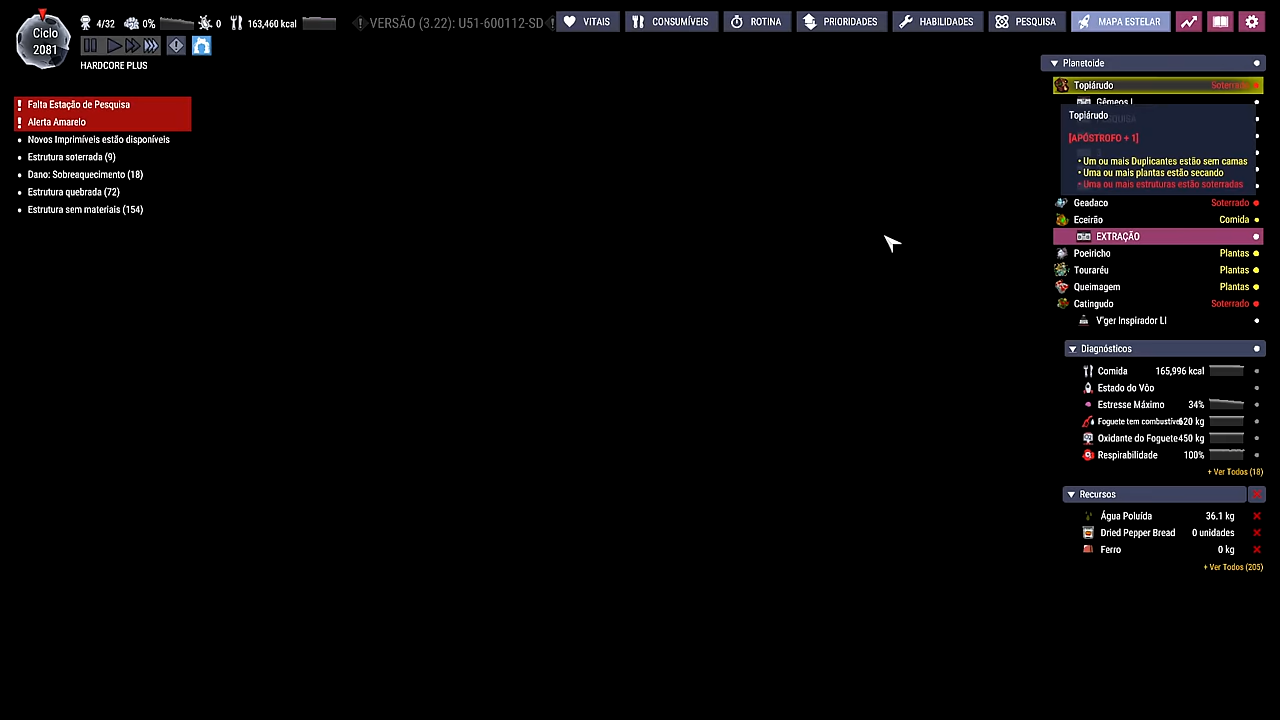 Ciclo
2081
4/32
0%
0
163,460 kcal
VERSÃO (3.22): U51-600112-SD
VITAIS
CONSUMÍVEIS
ROTINA
PRIORIDADES
HABILIDADES
PESQUISA
MAPA ESTELAR
HARDCORE PLUS
! Falta Estação de Pesquisa
! Alerta Amarelo
• Novos Imprimíveis estão disponíveis
• Estrutura soterrada (9)
• Dano: Sobreaquecimento (18)
• Estrutura quebrada (72)
• Estrutura sem materiais (154)
Planetoide
Topiárudo Soterrado
Gêmeos I
Topiárudo
[APÓSTROFO + 1]
• Um ou mais Duplicantes estão sem camas
• Uma ou mais plantas estão secando
• Uma ou mais estruturas estão soterradas
Geadaco Soterrado
Eceirão Comida
EXTRAÇÃO
Poeiricho Plantas
Touraréu Plantas
Queimagem Plantas
Catingudo Soterrado
V'ger Inspirador LI
Diagnósticos
Comida 165,996 kcal
Estado do Vôo
Estresse Máximo 34%
Foguete tem combustível 620 kg
Oxidante do Foguete 450 kg
Respirabilidade 100%
+ Ver Todos (18)
Recursos
Água Poluída 36.1 kg
Dried Pepper Bread 0 unidades
Ferro 0 kg
+ Ver Todos (205)